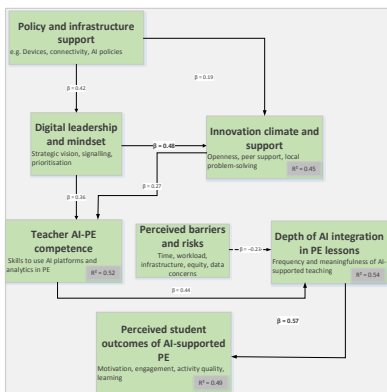 Policy and infrastructure
support
e.g. Devices, connectivity, AI policies
β = 0.19
β = 0.42
Digital leadership
and mindset
Strategic vision, signalling,
prioritisation
β = 0.48
Innovation climate and
support
Openness, peer support, local
problem-solving
R² = 0.45
β = 0.27
β = 0.36
Teacher AI-PE
competence
Skills to use AI platforms and
analytics in PE
R² = 0.52
Perceived barriers
and risks
Time, workload,
infrastructure, equity, data
concerns
β = −0.23
Depth of AI integration
in PE lessons
Frequency and meaningfulness of AI-
supported teaching
R² = 0.54
β = 0.44
β = 0.57
Perceived student
outcomes of AI-supported
PE
Motivation, engagement, activity quality,
learning
R² = 0.49